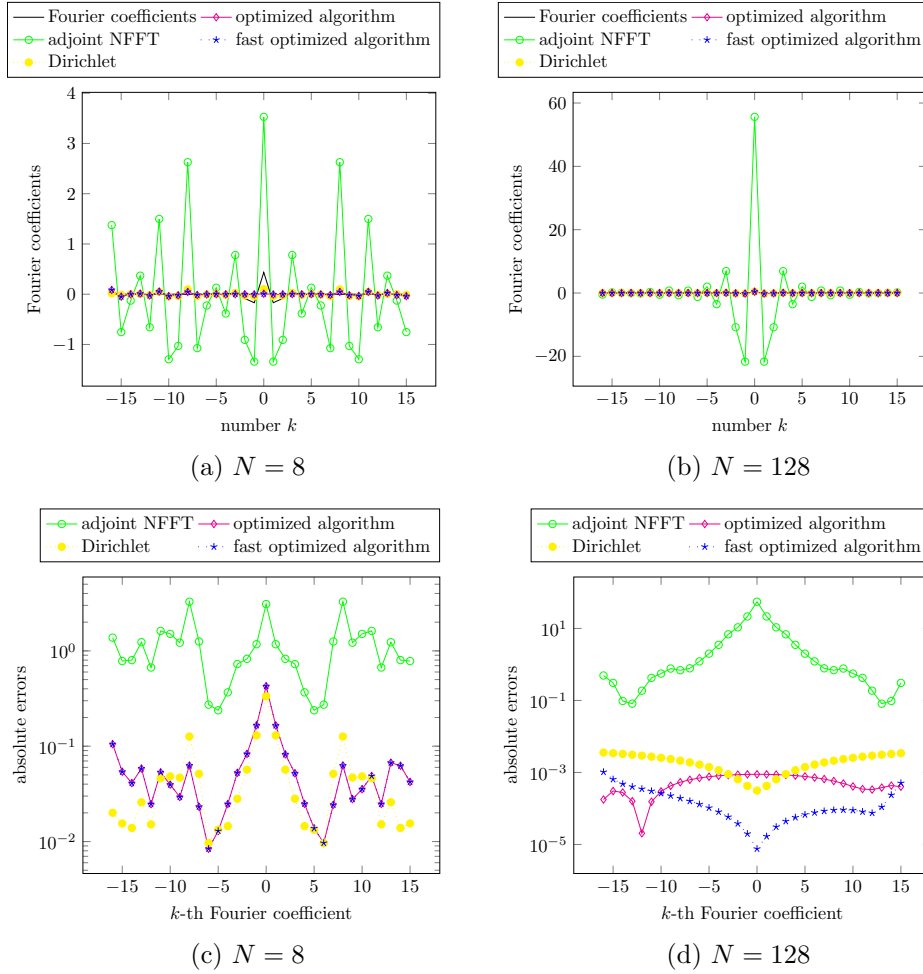 Fourier coefficients
optimized algorithm
adjoint NFFT
fast optimized algorithm
Dirichlet
4
3
2
1
0
−1
Fourier coefficients
−15
−10
−5
0
5
10
15
number k
(a) N = 8
Fourier coefficients
optimized algorithm
adjoint NFFT
fast optimized algorithm
Dirichlet
60
40
20
0
−20
Fourier coefficients
−15
−10
−5
0
5
10
15
number k
(b) N = 128
adjoint NFFT
optimized algorithm
Dirichlet
fast optimized algorithm
10^0
10^−1
10^−2
absolute errors
−15
−10
−5
0
5
10
15
k-th Fourier coefficient
(c) N = 8
adjoint NFFT
optimized algorithm
Dirichlet
fast optimized algorithm
10^1
10^−1
10^−3
10^−5
absolute errors
−15
−10
−5
0
5
10
15
k-th Fourier coefficient
(d) N = 128